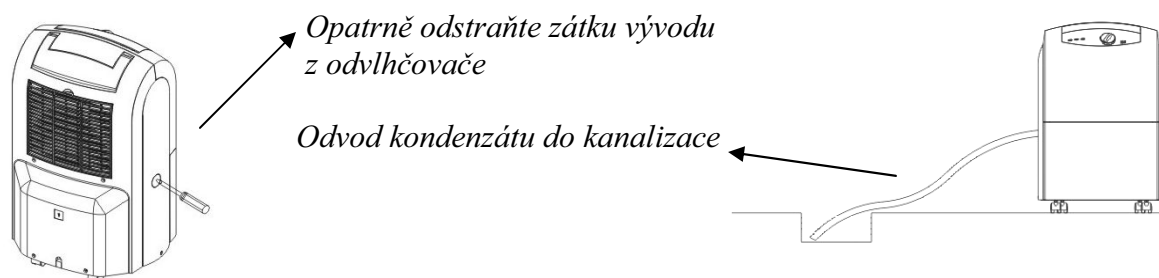 Opatrně odstraňte zátku vývodu
z odvlhčovače
Odvod kondenzátu do kanalizace